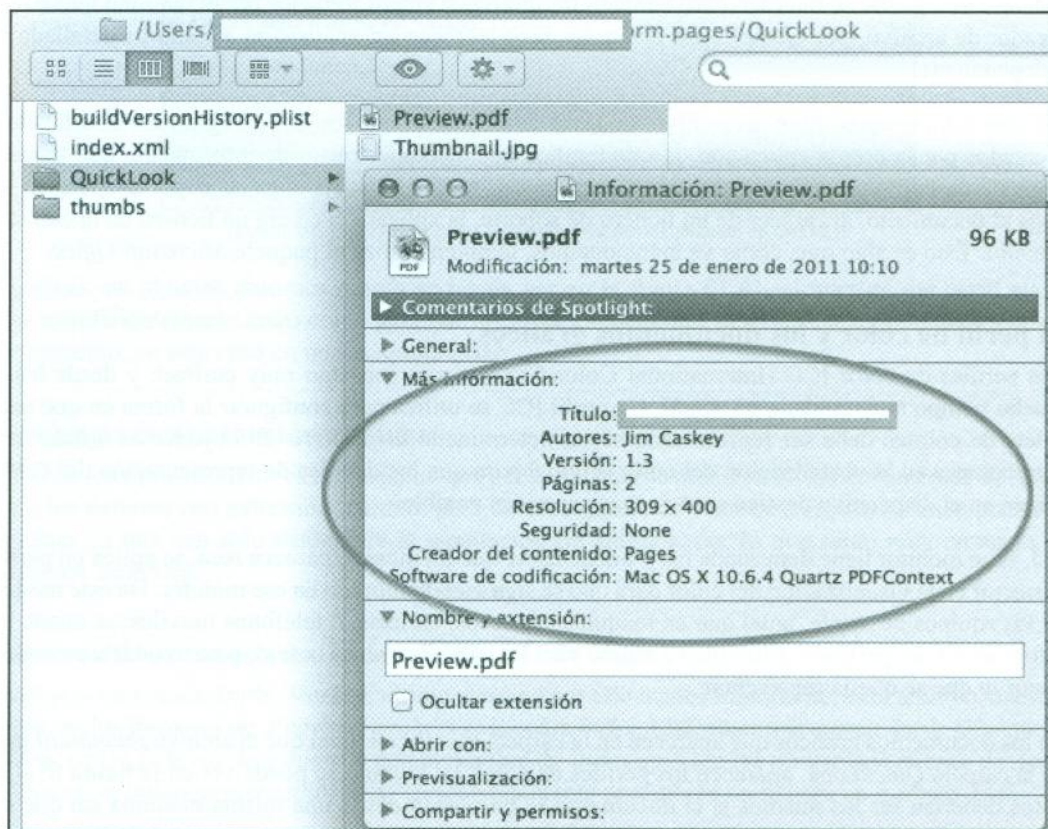 /Users/ orm.pages/QuickLook
buildVersionHistory.plist
index.xml
QuickLook
thumbs
Preview.pdf
Thumbnail.jpg
Información: Preview.pdf
Preview.pdf 96 KB
PDF
Modificación: martes 25 de enero de 2011 10:10
Comentarios de Spotlight:
General:
Más información:
Título:
Autores: Jim Caskey
Versión: 1.3
Páginas: 2
Resolución: 309 × 400
Seguridad: None
Creador del contenido: Pages
Software de codificación: Mac OS X 10.6.4 Quartz PDFContext
Nombre y extensión:
Preview.pdf
Ocultar extensión
Abrir con:
Previsualización:
Compartir y permisos: